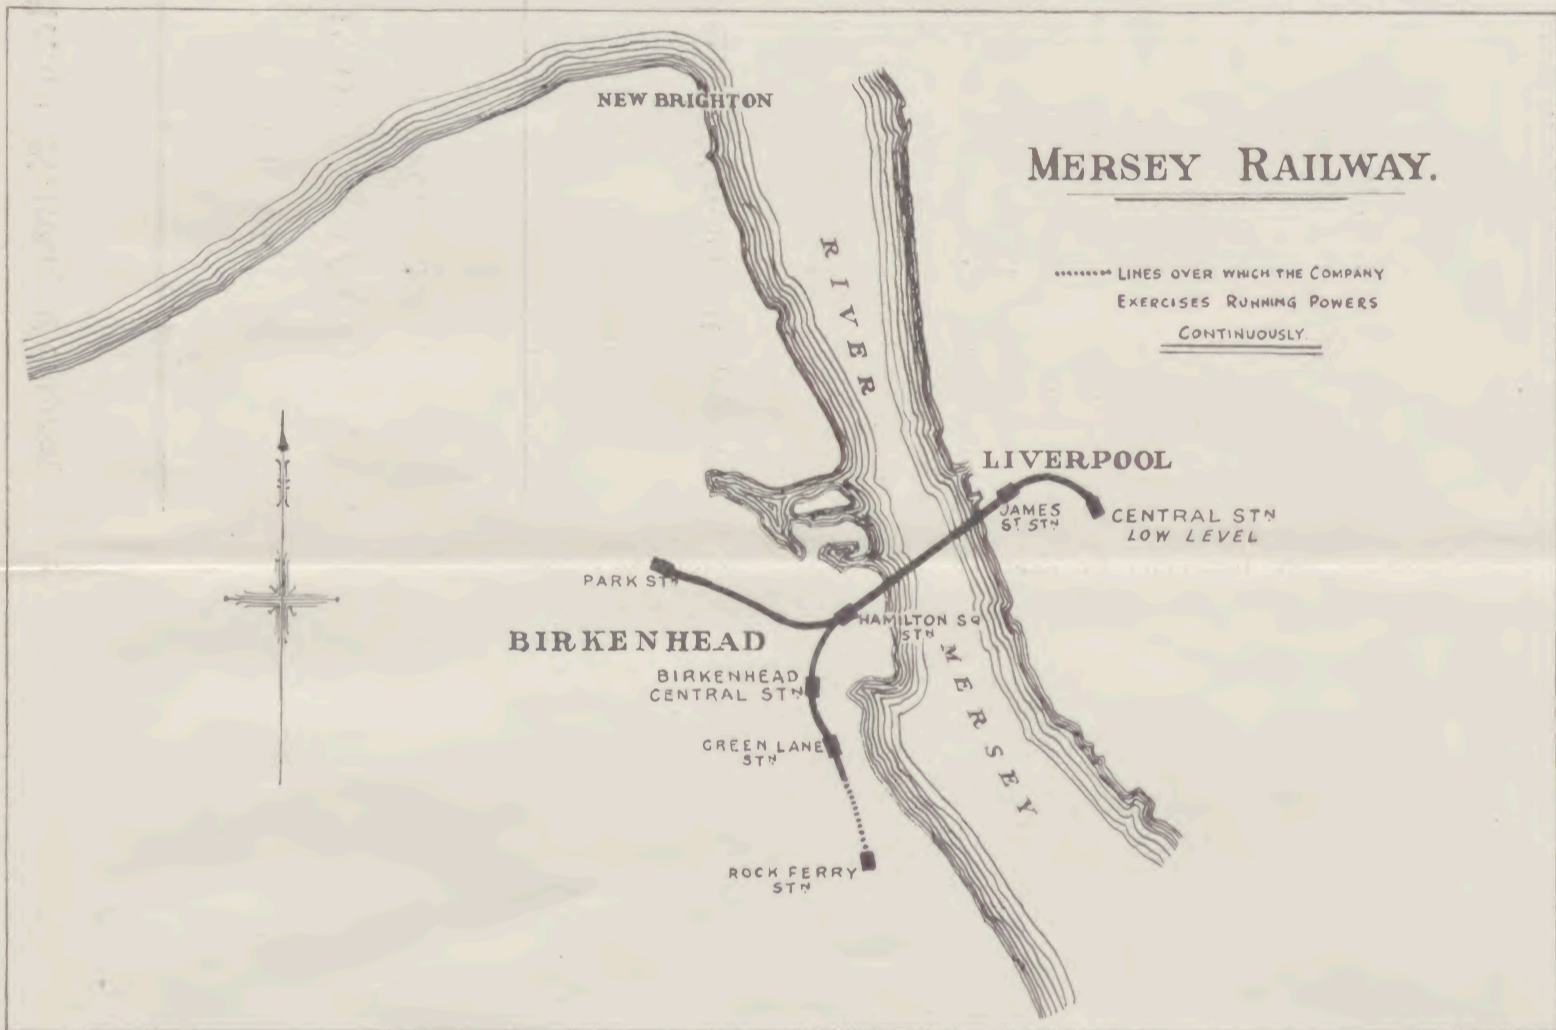 NEW BRIGHTON
MERSEY RAILWAY.
LINES OVER WHICH THE COMPANY
EXERCISES RUNNING POWERS
CONTINUOUSLY.
RIVER
LIVERPOOL
JAMES
ST STN
CENTRAL STN
LOW LEVEL
PARK STN
HAMILTON SQ
STN
BIRKENHEAD
MERSEY
BIRKENHEAD
CENTRAL STN
GREEN LANE
STN
ROCK FERRY
STN